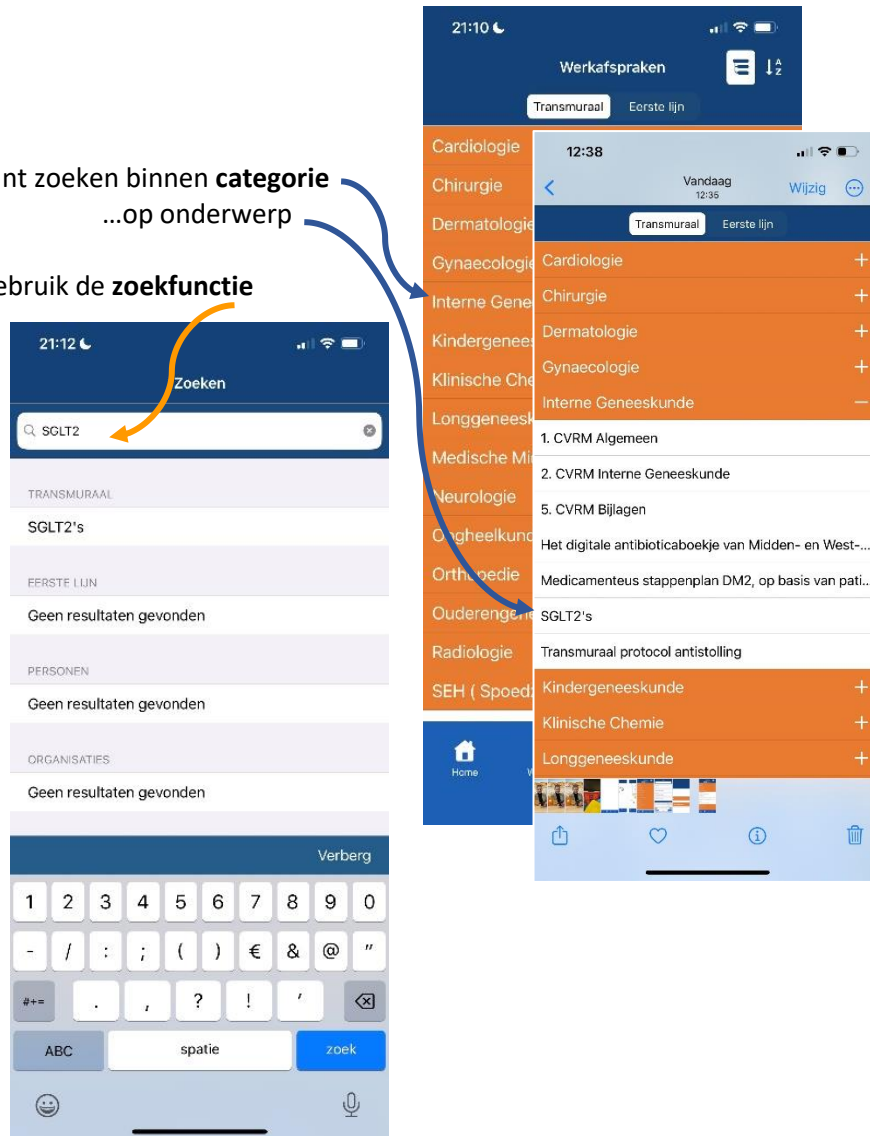 nt zoeken binnen categorie
...op onderwerp
ebruik de zoekfunctie
21:12
Zoeken
SGLT2
TRANSMURAAL
SGLT2's
EERSTE LIJN
Geen resultaten gevonden
PERSONEN
Geen resultaten gevonden
ORGANISATIES
Geen resultaten gevonden
Verberg
1 2 3 4 5 6 7 8 9 0
- / : ; ( ) € & @ "
#+= . , ? ! '
ABC spatie zoek
21:10
Werkafspraken
A
Z
Transmuraal Eerste lijn
Cardiologie
Chirurgie
Dermatologie
Gynaecologie
Interne Gene
Kindergenees
Klinische Che
Longgeneesk
Medische Mi
Neurologie
Oogheelkund
Orthopedie
Ouderengene
Radiologie
SEH ( Spoedz
Home
12:38
Vandaag
12:35
Wijzig
Transmuraal Eerste lijn
Cardiologie +
Chirurgie +
Dermatologie +
Gynaecologie +
Interne Geneeskunde −
1. CVRM Algemeen
2. CVRM Interne Geneeskunde
5. CVRM Bijlagen
Het digitale antibioticaboekje van Midden- en West-...
Medicamenteus stappenplan DM2, op basis van pati...
SGLT2's
Transmuraal protocol antistolling
Kindergeneeskunde +
Klinische Chemie +
Longgeneeskunde +